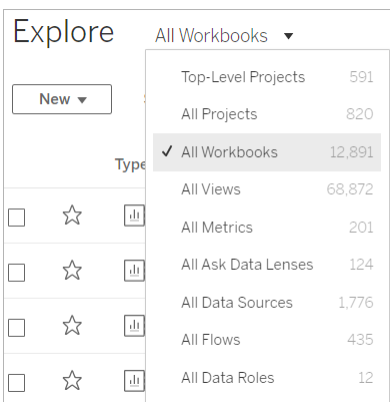 Explore All Workbooks
New
Type
Top-Level Projects 591
All Projects 820
All Workbooks 12,891
All Views 68,872
All Metrics 201
All Ask Data Lenses 124
All Data Sources 1,776
All Flows 435
All Data Roles 12